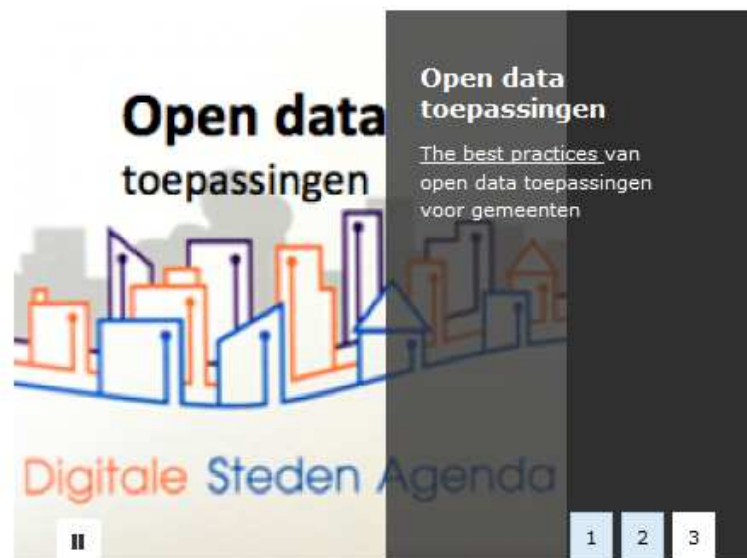 Open data
toepassingen
Digitale Steden Agenda
Open data
toepassingen
The best practices van
open data toepassingen
voor gemeenten
1 2 3